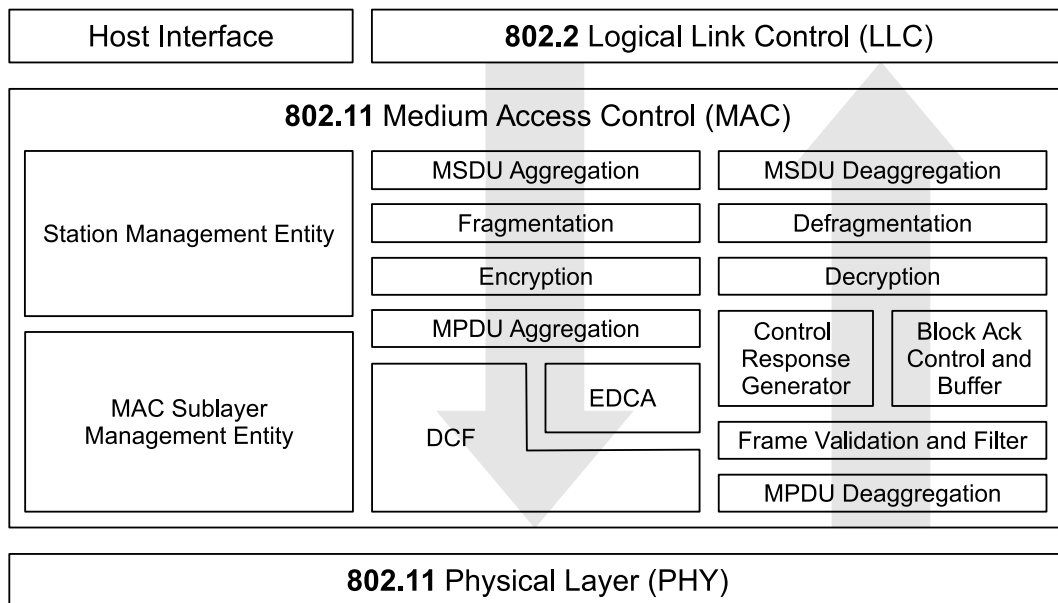 Host Interface
802.2 Logical Link Control (LLC)
802.11 Medium Access Control (MAC)
Station Management Entity
MAC Sublayer
Management Entity
MSDU Aggregation
Fragmentation
Encryption
MPDU Aggregation
EDCA
DCF
MSDU Deaggregation
Defragmentation
Decryption
Control
Response
Generator
Block Ack
Control and
Buffer
Frame Validation and Filter
MPDU Deaggregation
802.11 Physical Layer (PHY)